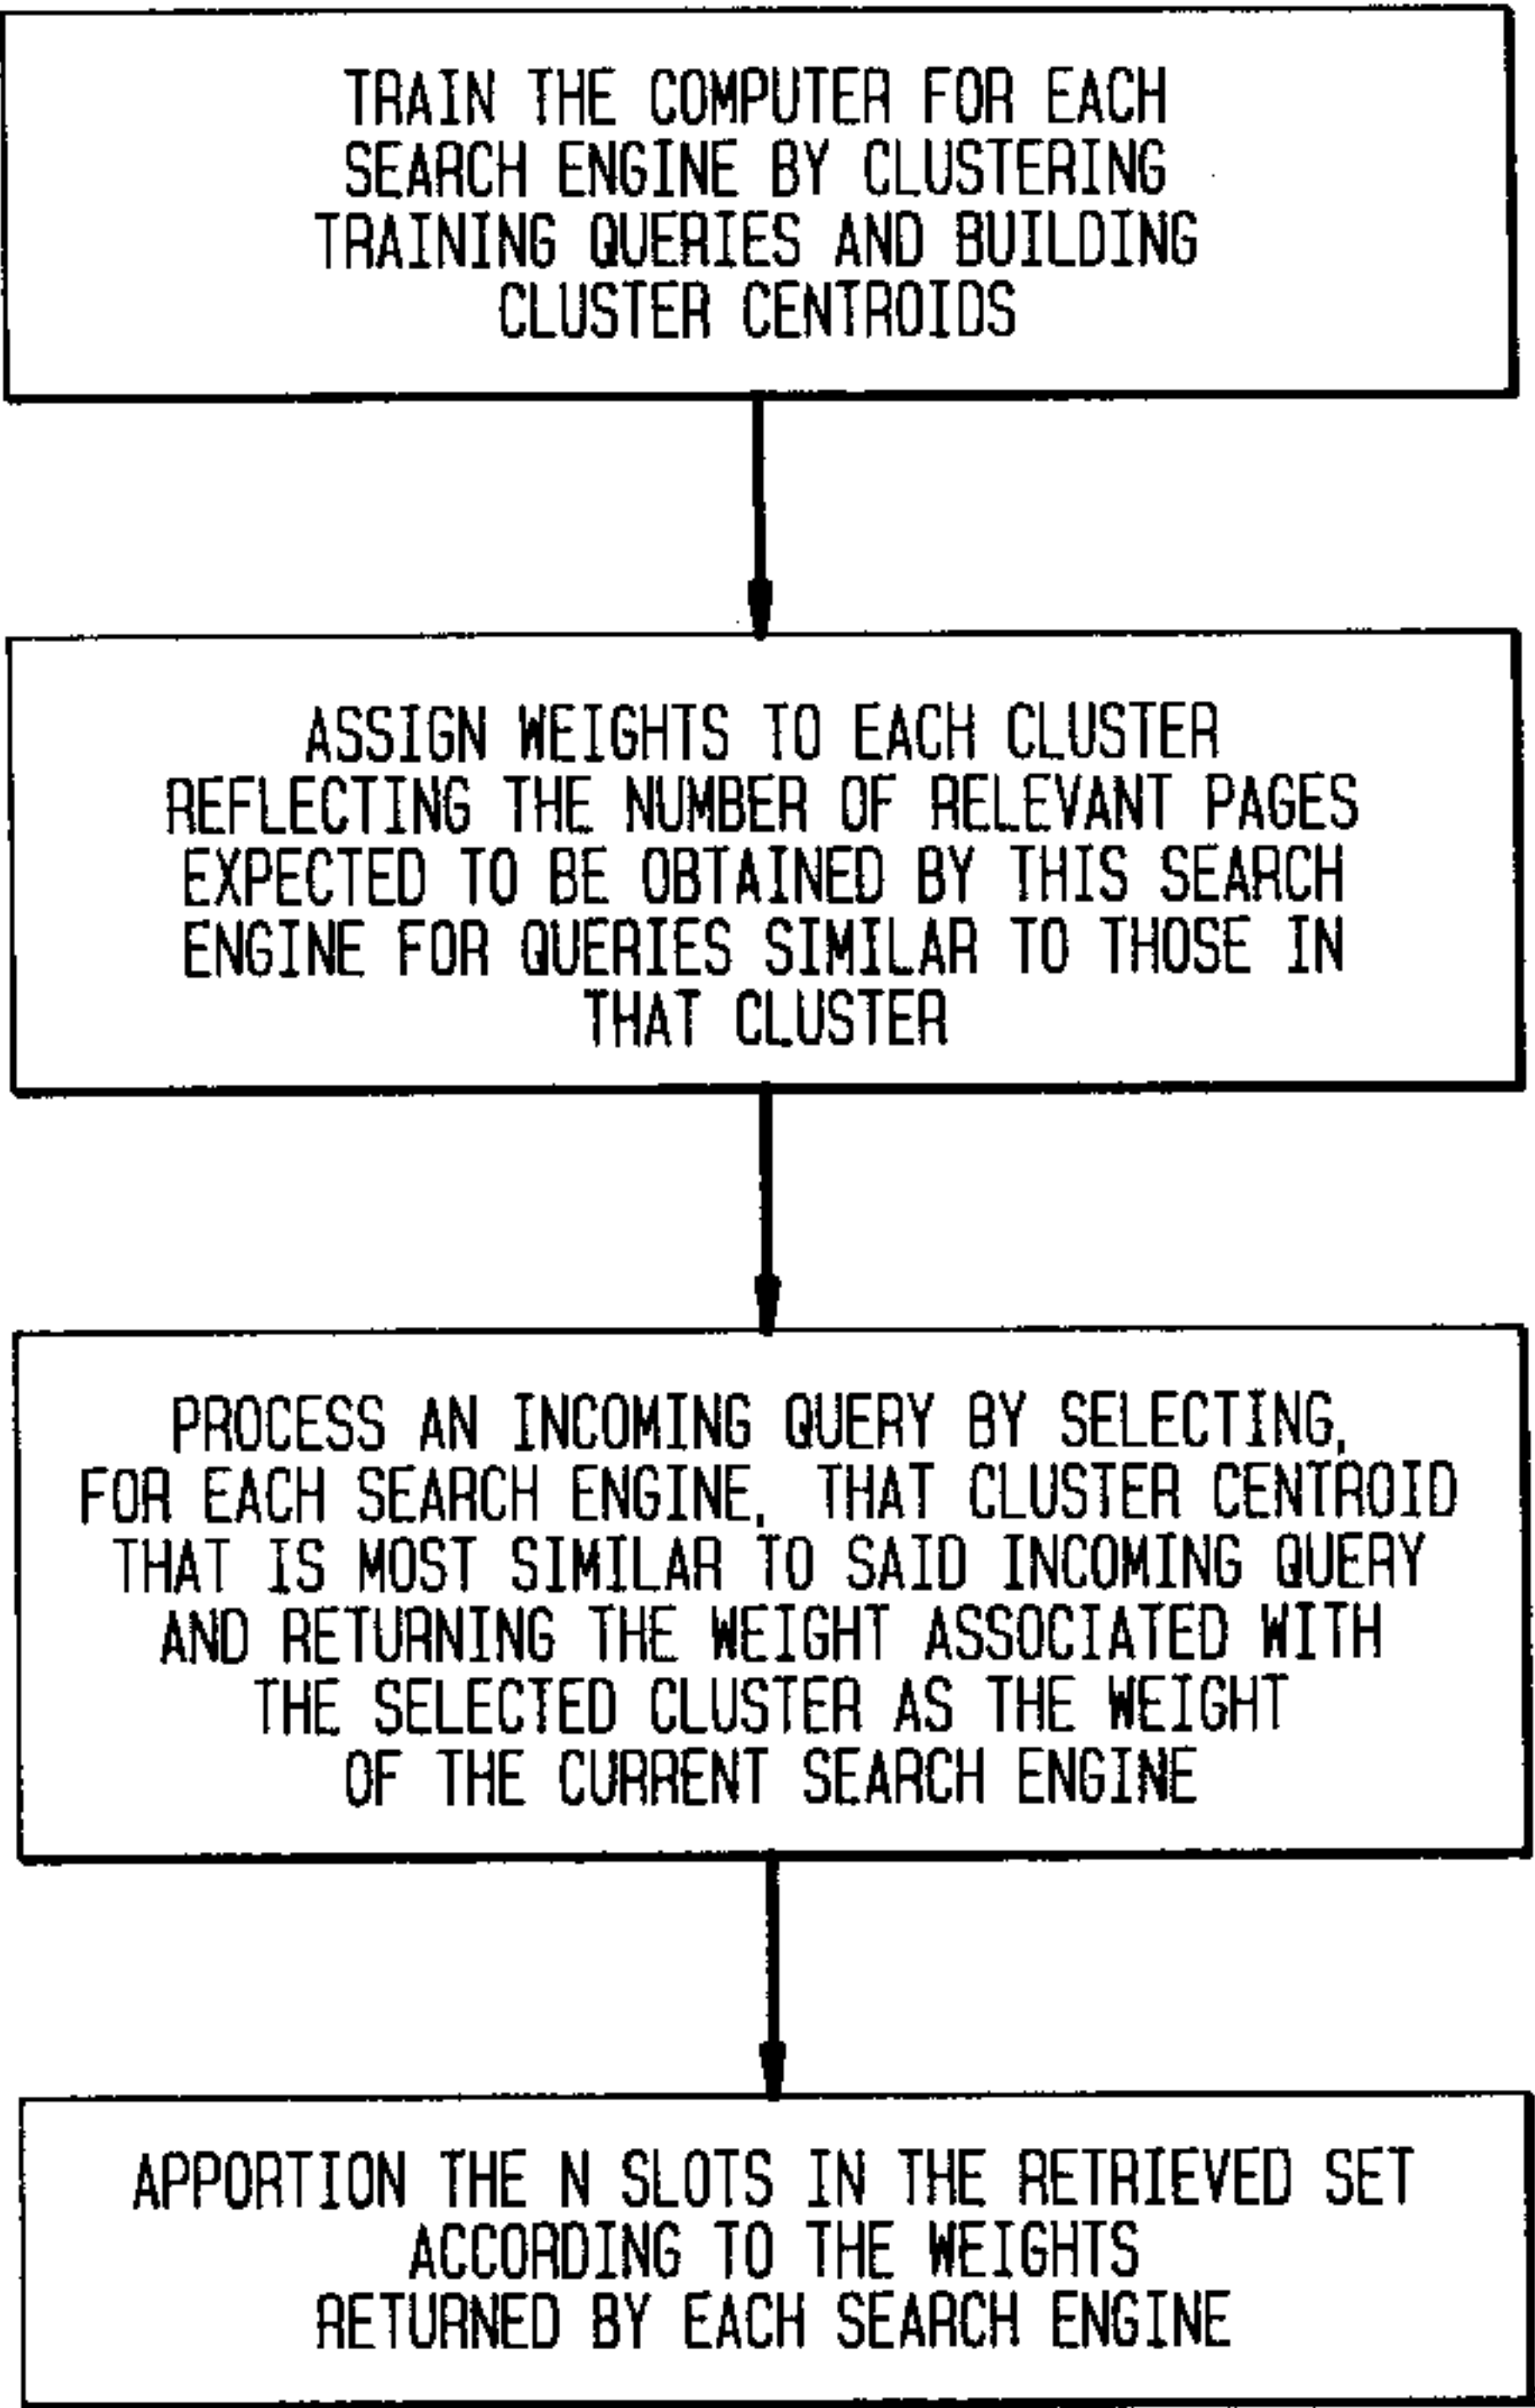 TRAIN THE COMPUTER FOR EACH
SEARCH ENGINE BY CLUSTERING
TRAINING QUERIES AND BUILDING
CLUSTER CENTROIDS
ASSIGN WEIGHTS TO EACH CLUSTER
REFLECTING THE NUMBER OF RELEVANT PAGES
EXPECTED TO BE OBTAINED BY THIS SEARCH
ENGINE FOR QUERIES SIMILAR TO THOSE IN
THAT CLUSTER
PROCESS AN INCOMING QUERY BY SELECTING,
FOR EACH SEARCH ENGINE, THAT CLUSTER CENTROID
THAT IS MOST SIMILAR TO SAID INCOMING QUERY
AND RETURNING THE WEIGHT ASSOCIATED WITH
THE SELECTED CLUSTER AS THE WEIGHT
OF THE CURRENT SEARCH ENGINE
APPORTION THE N SLOTS IN THE RETRIEVED SET
ACCORDING TO THE WEIGHTS
RETURNED BY EACH SEARCH ENGINE